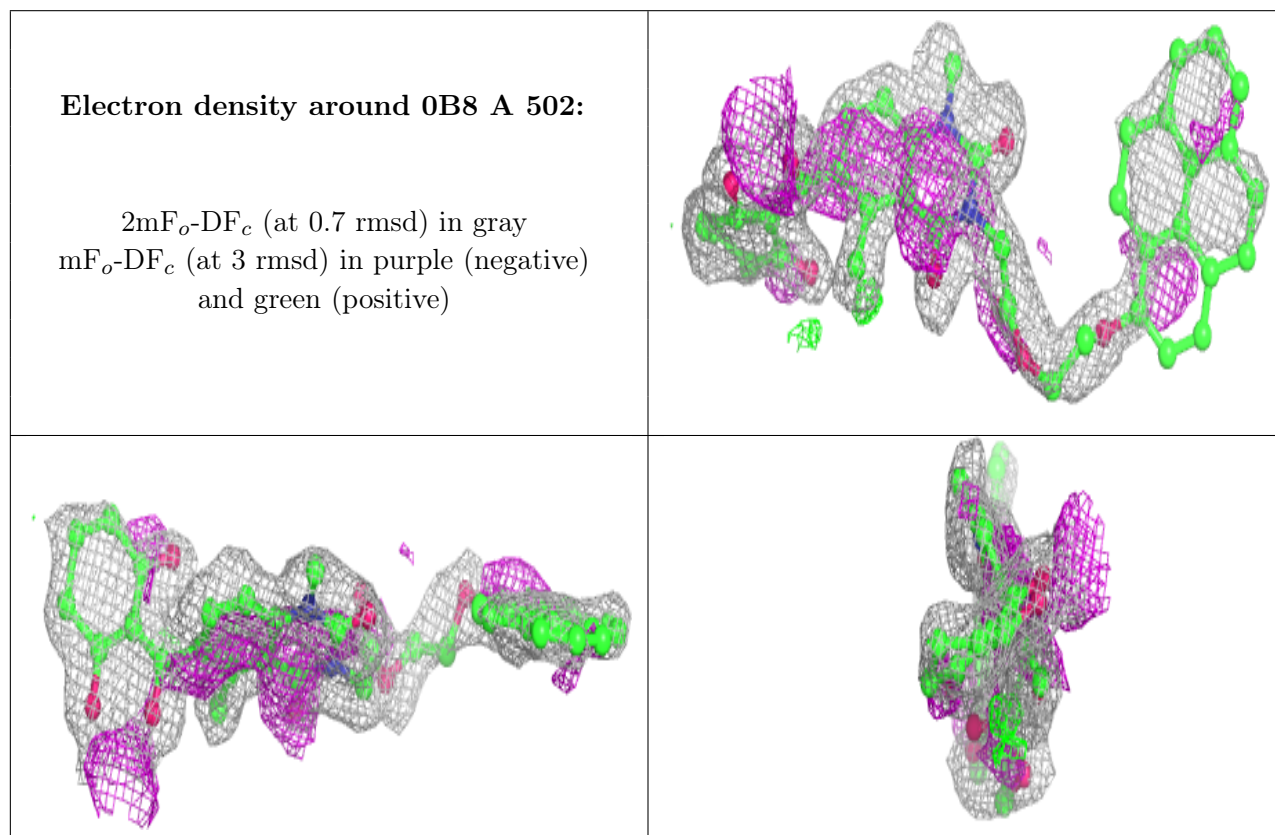 Electron density around 0B8 A 502:
2mFo-DFc (at 0.7 rmsd) in gray
mFo-DFc (at 3 rmsd) in purple (negative)
and green (positive)